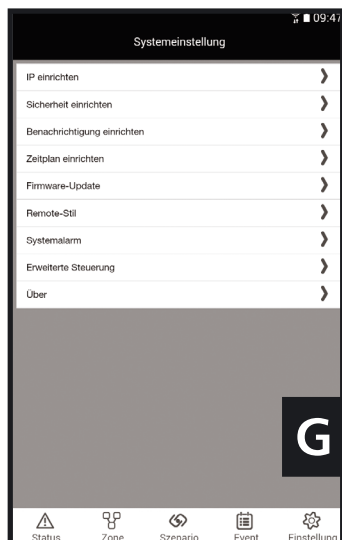 09:47
Systemeinstellung
IP einrichten
Sicherheit einrichten
Benachrichtigung einrichten
Zeitplan einrichten
Firmware-Update
Remote-Stil
Systemalarm
Erweiterte Steuerung
Über
G
Status Zone Szenario Event Einstellung